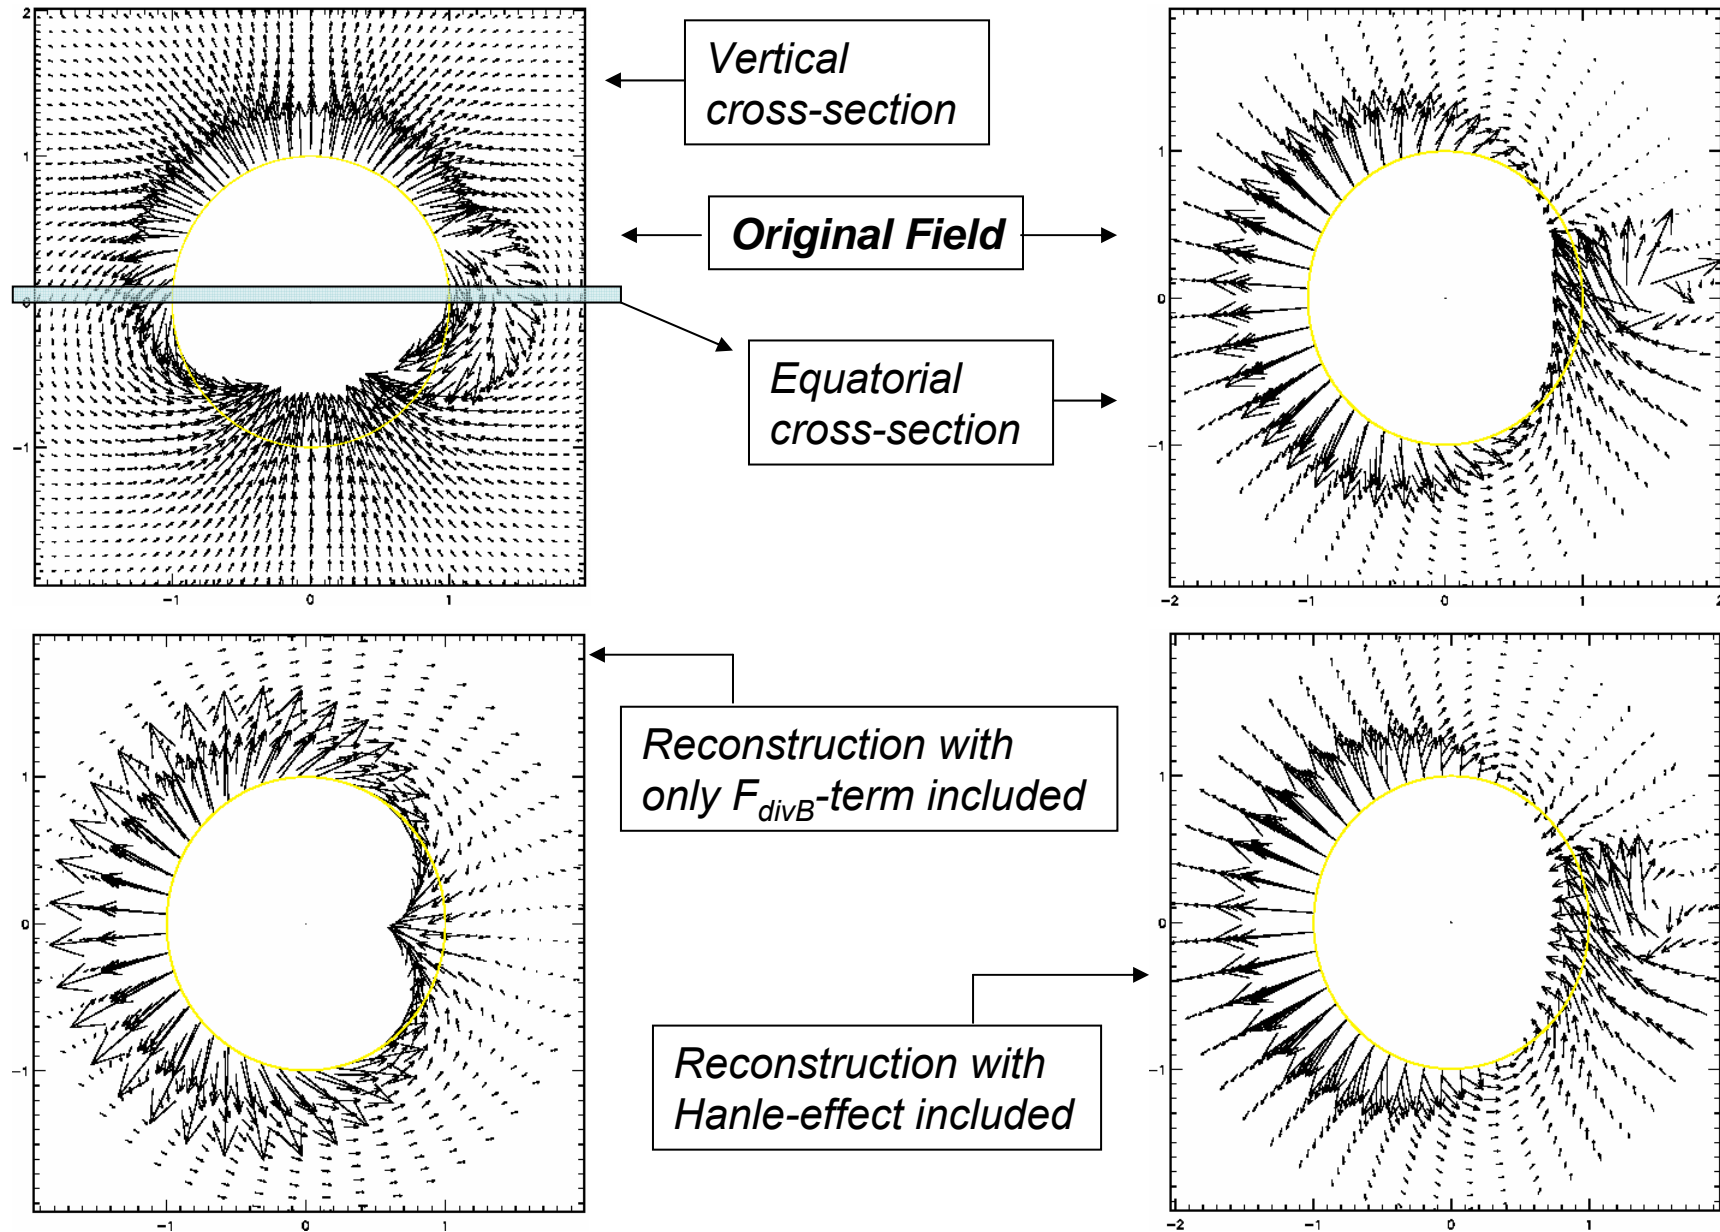 Vertical
cross-section
Original Field
Equatorial
cross-section
Reconstruction with
only F_divB-term included
Reconstruction with
Hanle-effect included
2
1
0
−1
−1 0 1
1
0
−1
−2 −1 0 1 2
1
0
−1
−1 0 1
1
0
−1
−2 −1 0 1